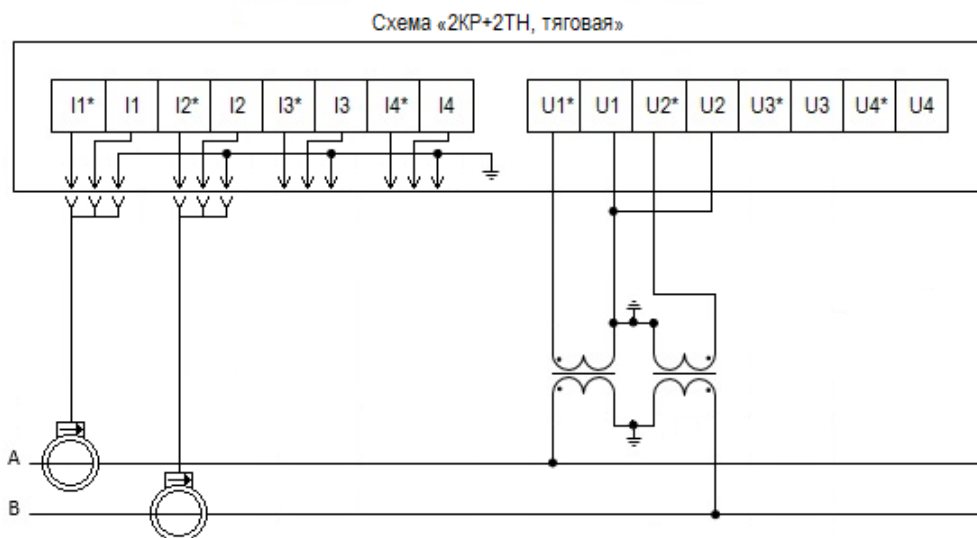 Схема «2КР+2ТН, тяговая»
I1* I1 I2* I2 I3* I3 I4* I4 U1* U1 U2* U2 U3* U3 U4* U4
A
B